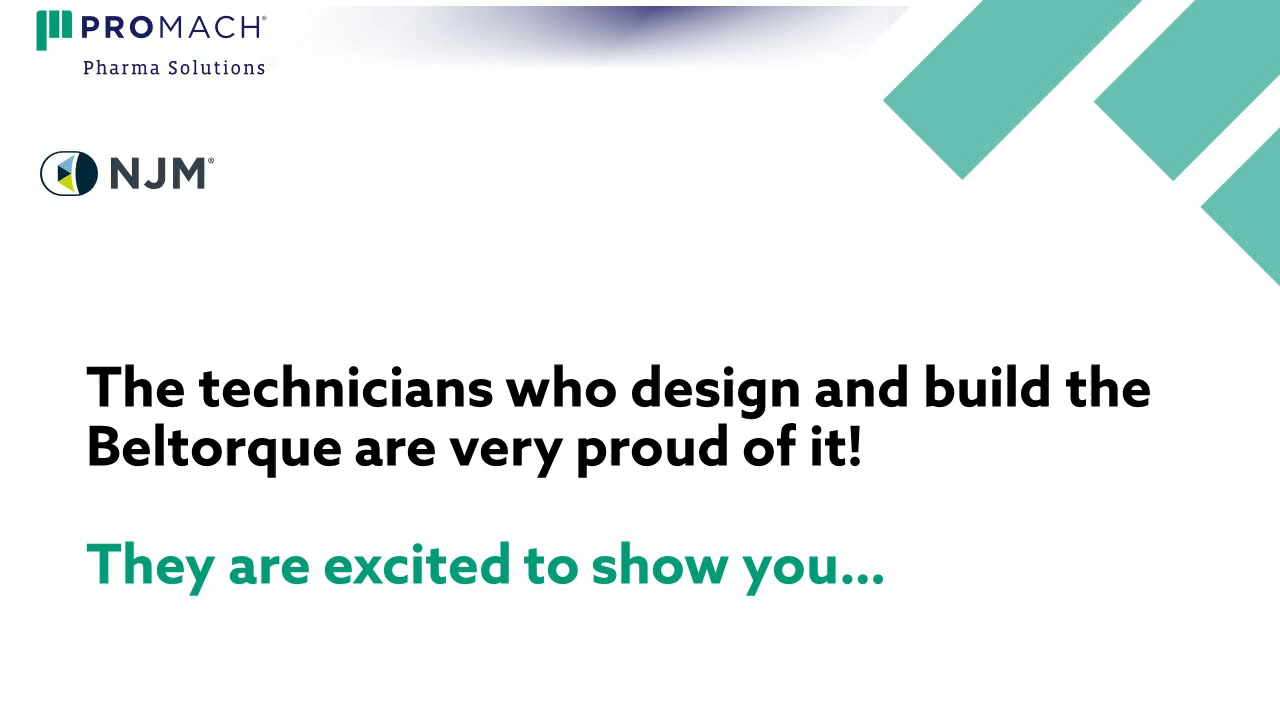 PROMACH®
Pharma Solutions
NJM®
The technicians who design and build the
Beltorque are very proud of it!
They are excited to show you...